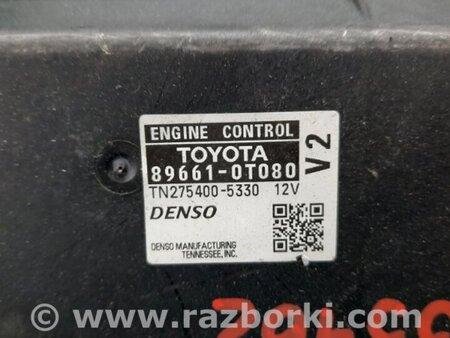 ENGINE CONTROL
TOYOTA
89661-0T080
V2
TN275400-5330 12V
DENSO
DENSO MANUFACTURING
TENNESSEE, INC.
www.razborki.com